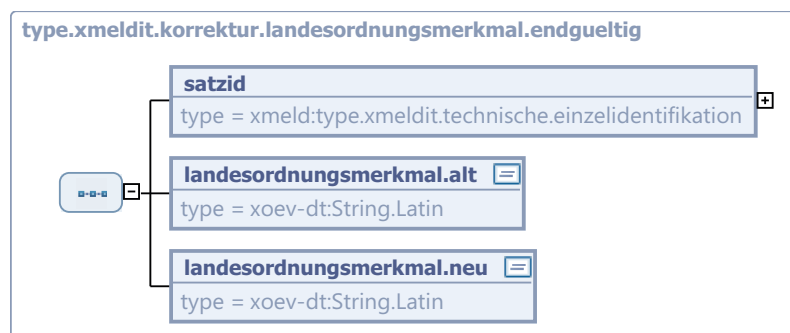 type.xmeldit.korrektur.landesordnungsmerkmal.endgueltig
satzid
type = xmeld:type.xmeldit.technische.einzelidentifikation
landesordnungsmerkmal.alt
type = xoev-dt:String.Latin
landesordnungsmerkmal.neu
type = xoev-dt:String.Latin